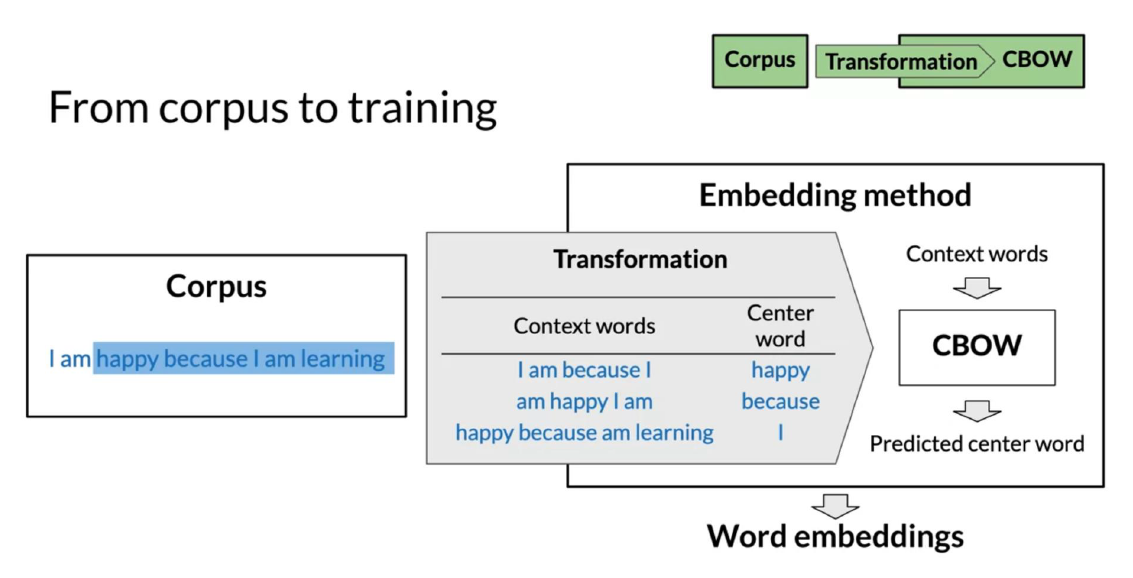 Corpus Transformation CBOW
From corpus to training
Embedding method
Corpus
I am happy because I am learning
Transformation
Context words Center word
I am because I happy
am happy I am because
happy because am learning I
Context words
CBOW
Predicted center word
Word embeddings